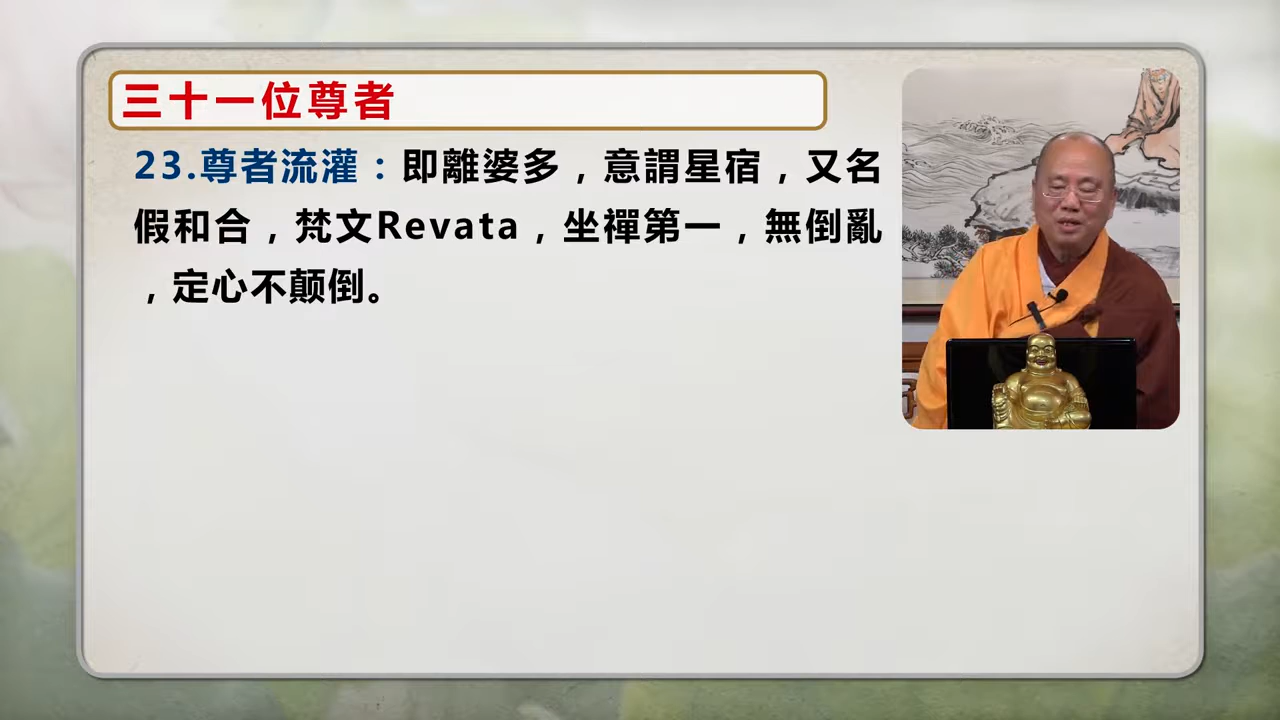 三十一位尊者
23.尊者流灌：即離婆多，意謂星宿，又名
假和合，梵文Revata，坐禪第一，無倒亂
，定心不颠倒。